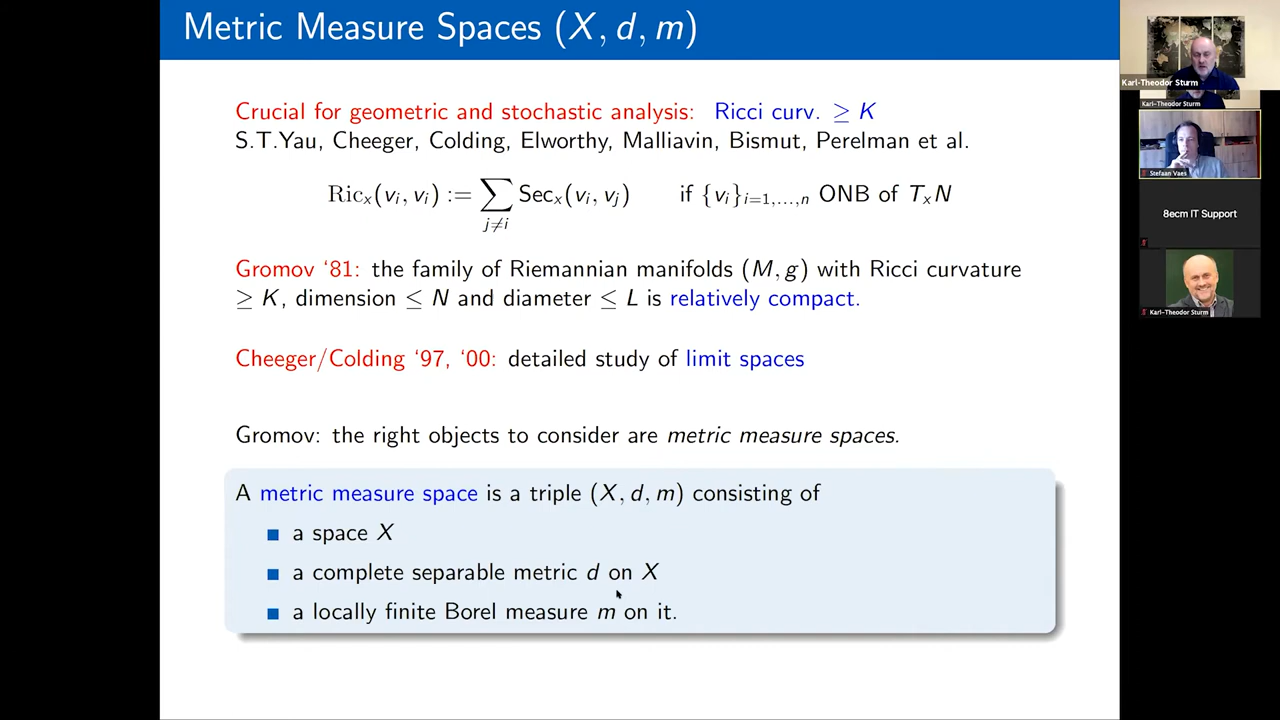 Metric Measure Spaces (X, d, m)
Crucial for geometric and stochastic analysis: Ricci curv. ≥ K
S.T.Yau, Cheeger, Colding, Elworthy, Malliavin, Bismut, Perelman et al.
Ric_x(v_i, v_i) := ∑_{j≠i} Sec_x(v_i, v_j) if {v_i}_{i=1,...,n} ONB of T_xN
Gromov ‘81: the family of Riemannian manifolds (M, g) with Ricci curvature
≥ K, dimension ≤ N and diameter ≤ L is relatively compact.
Cheeger/Colding ‘97, ‘00: detailed study of limit spaces
Gromov: the right objects to consider are metric measure spaces.
A metric measure space is a triple (X, d, m) consisting of
a space X
a complete separable metric d on X
a locally finite Borel measure m on it.
Karl-Theodor Sturm
Karl-Theodor Sturm
Stefaan Vaes
8ecm IT Support
Karl-Theodor Sturm